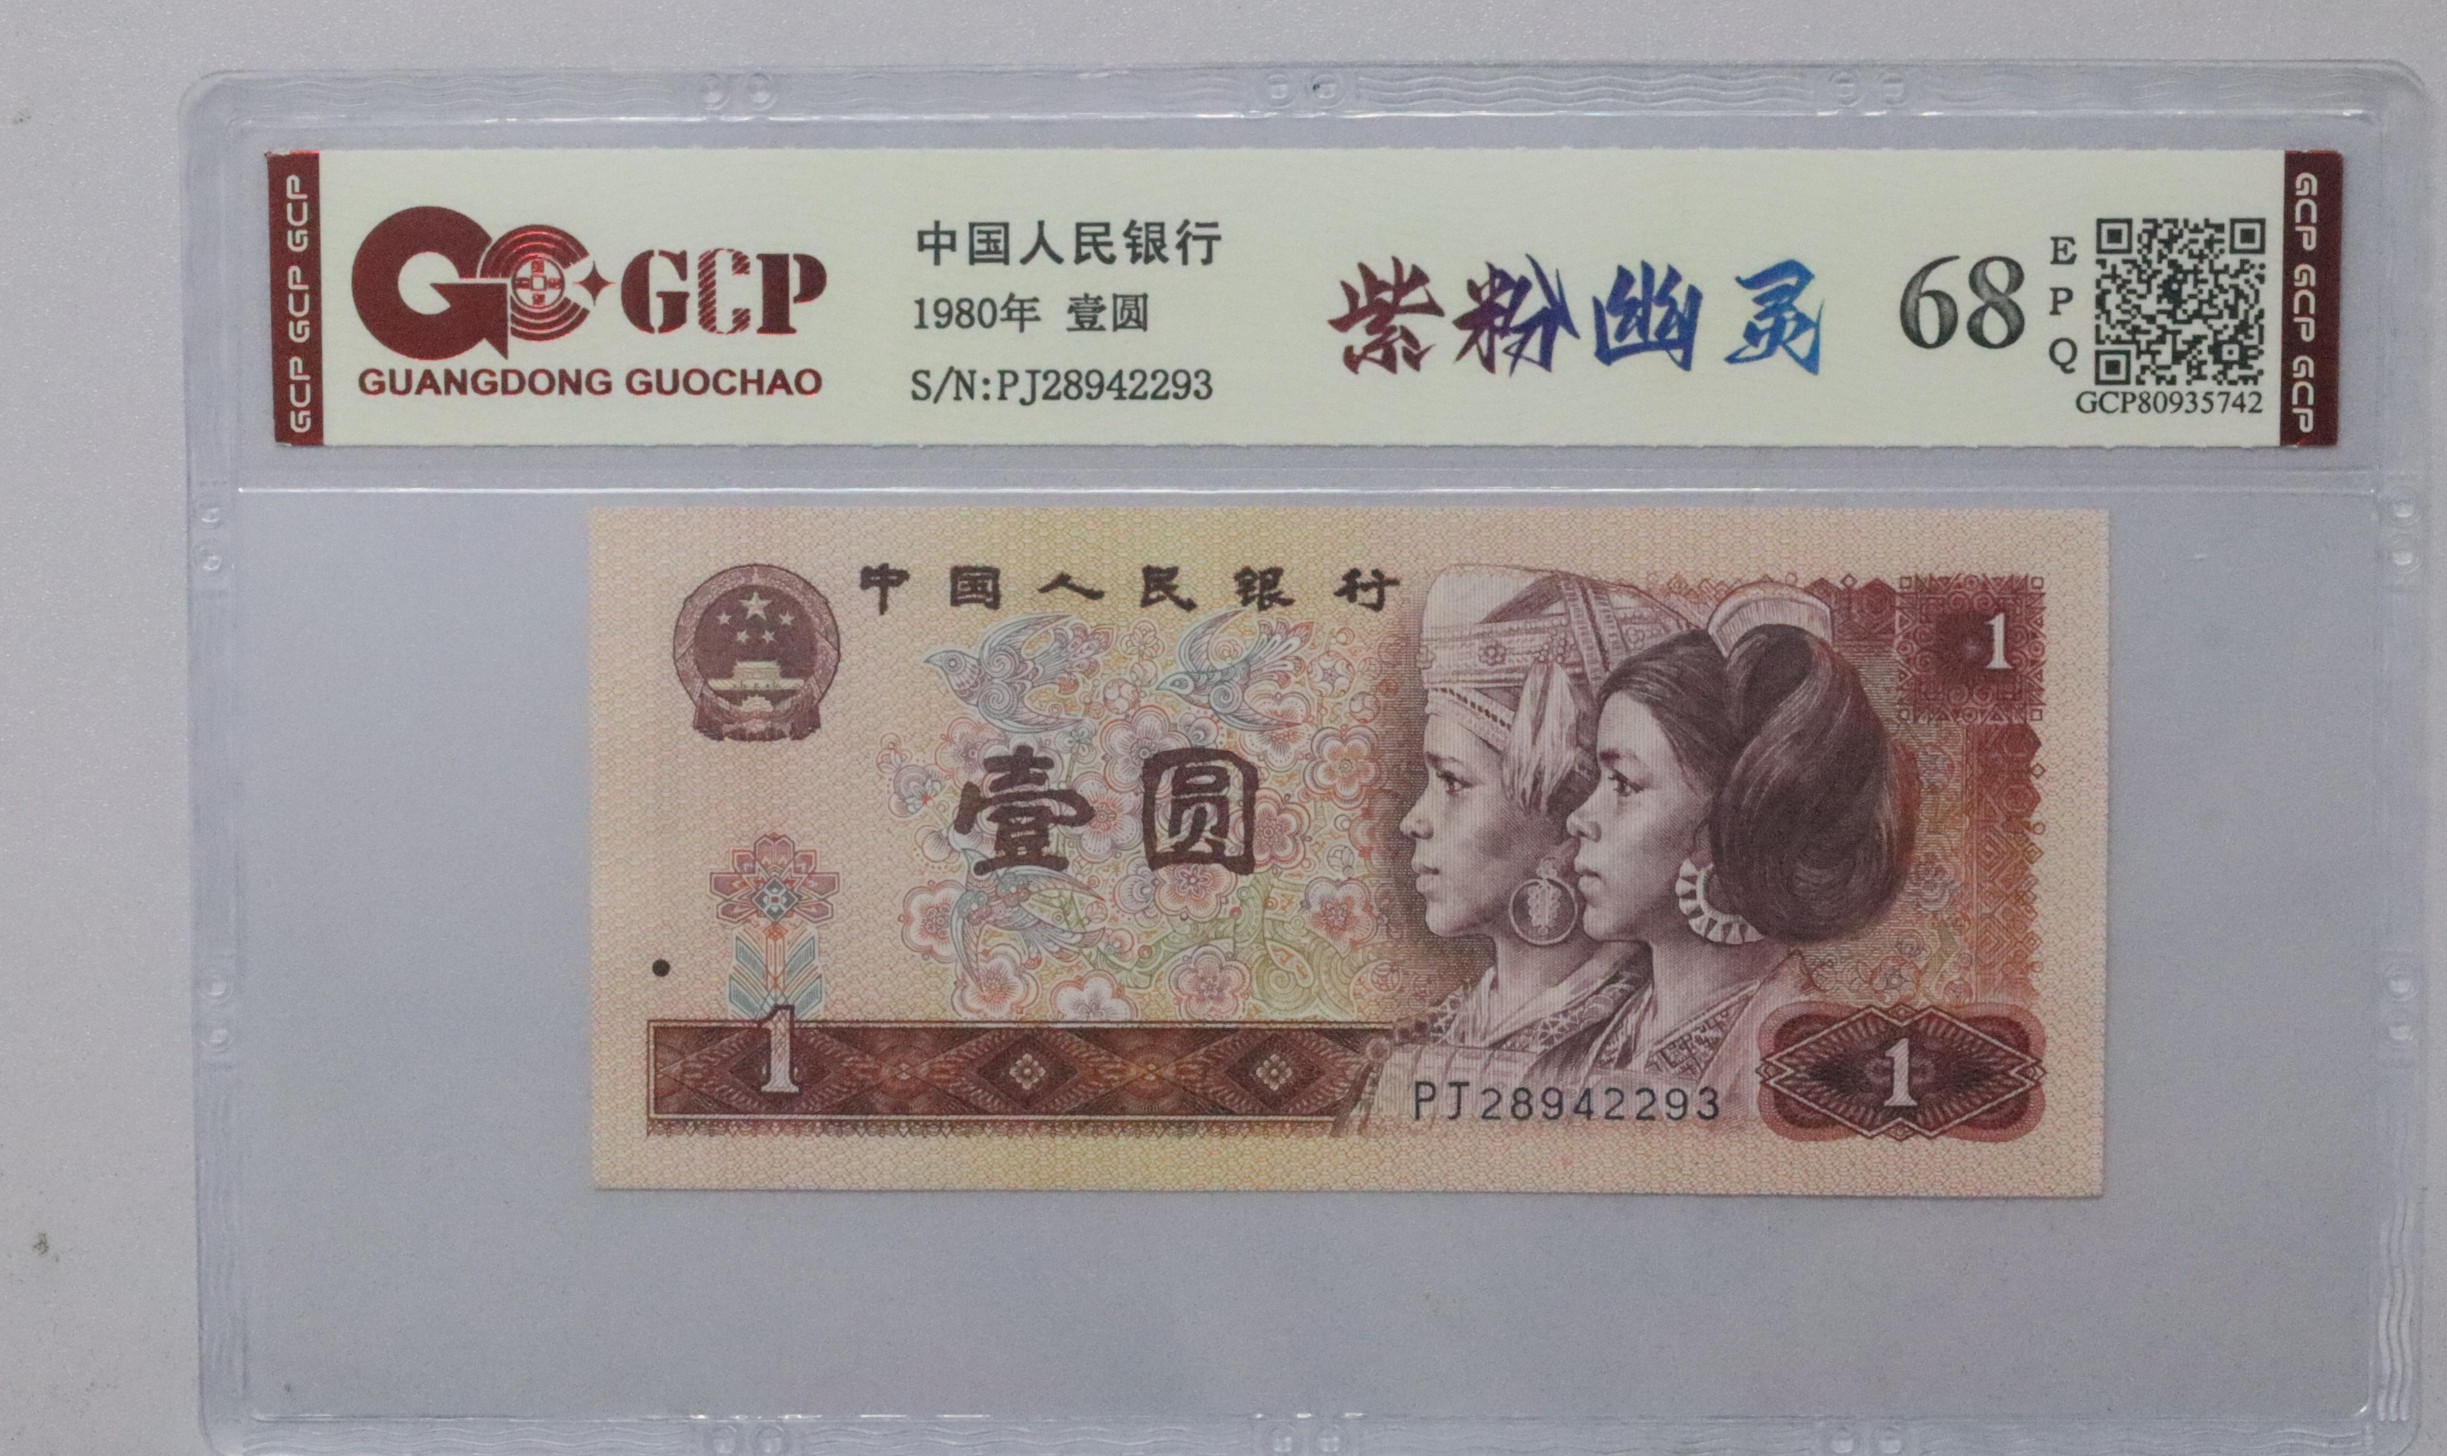 GCP GCP GCP
GCP
GUANGDONG GUOCHAO
中国人民银行
1980年 壹圆
S/N:PJ28942293
紫粉幽灵
68
E
P
Q
GCP80935742
GCP GCP GCP
中国人民银行
1
壹圆
1
PJ28942293
1